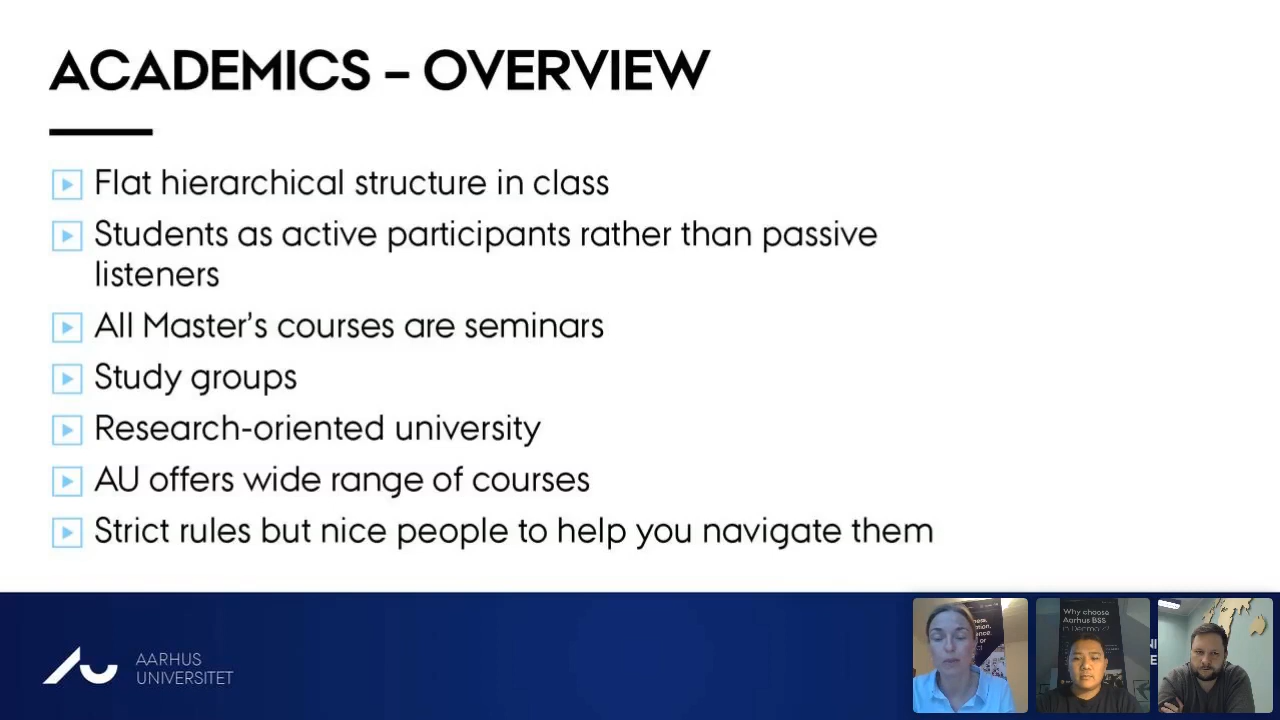 ACADEMICS – OVERVIEW
Flat hierarchical structure in class
Students as active participants rather than passive
listeners
All Master's courses are seminars
Study groups
Research-oriented university
AU offers wide range of courses
Strict rules but nice people to help you navigate them
AARHUS
UNIVERSITET
Why choose
Aarhus BSS
in Denmark?